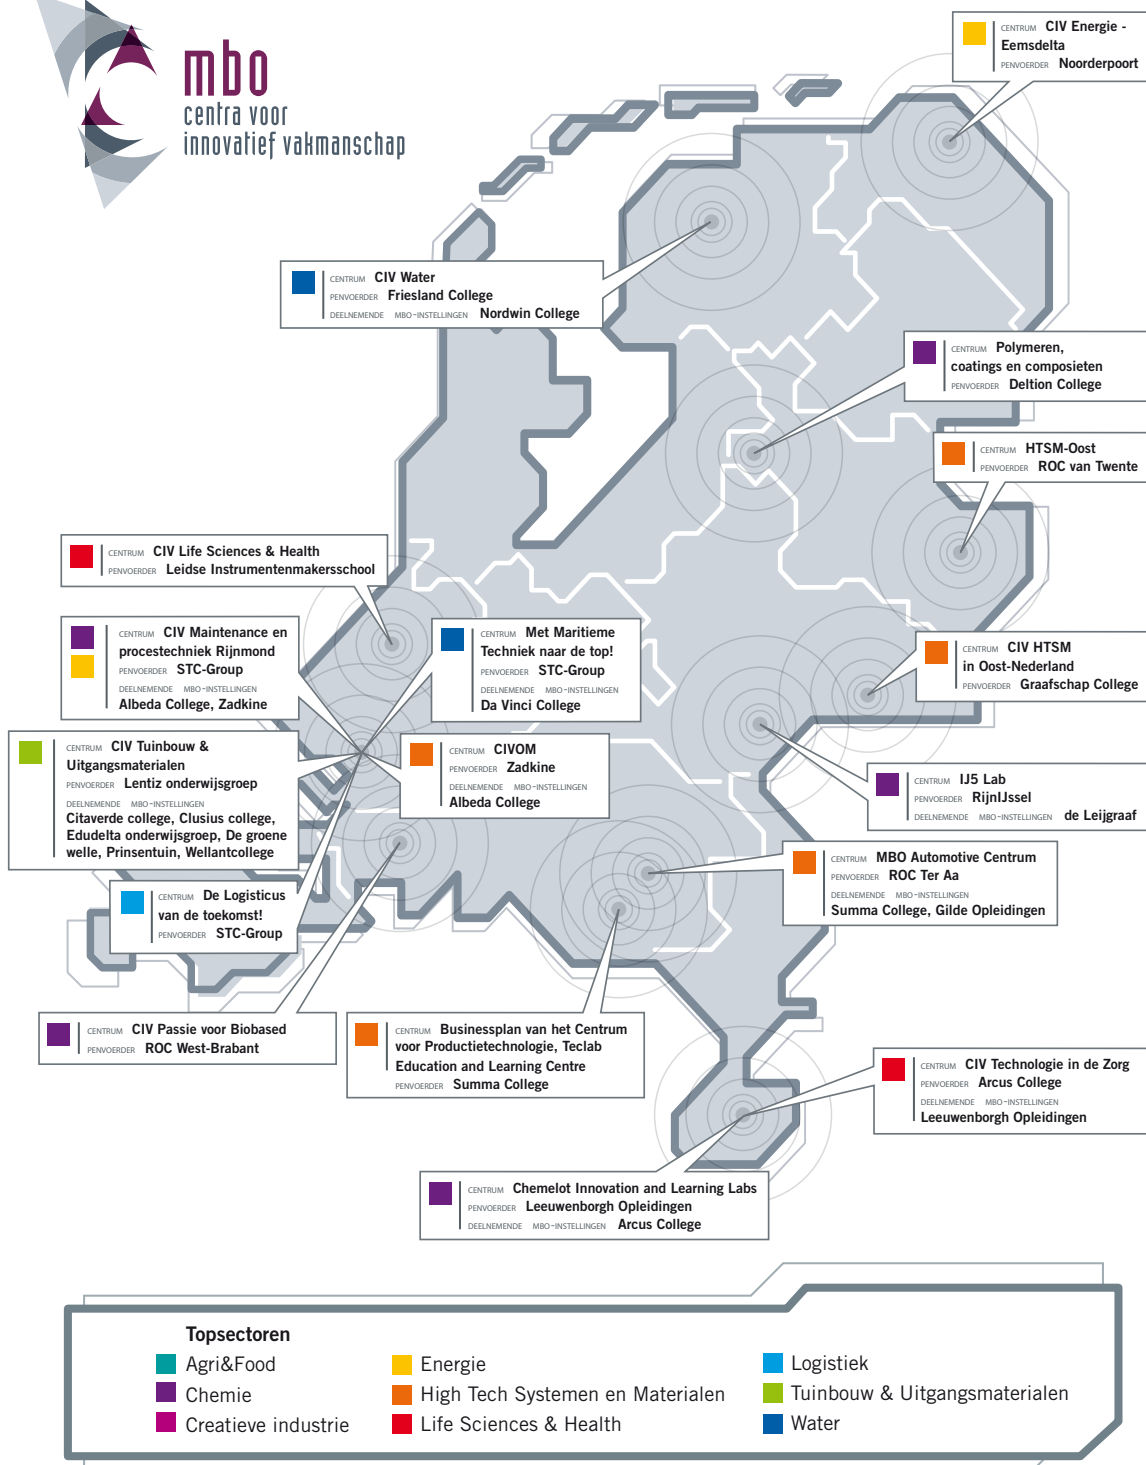 mbo
centra voor
innovatief vakmanschap
CENTRUM CIV Energie -
Eemsdelta
PENVOERDER Noorderpoort
CENTRUM CIV Water
PENVOERDER Friesland College
DEELNEMENDE MBO-INSTELLINGEN Nordwin College
CENTRUM Polymeren,
coatings en composieten
PENVOERDER Deltion College
CENTRUM HTSM-Oost
PENVOERDER ROC van Twente
CENTRUM CIV Life Sciences & Health
PENVOERDER Leidse Instrumentenmakersschool
CENTRUM CIV Maintenance en
procestechniek Rijnmond
PENVOERDER STC-Group
DEELNEMENDE MBO-INSTELLINGEN
Albeda College, Zadkine
CENTRUM Met Maritieme
Techniek naar de top!
PENVOERDER STC-Group
DEELNEMENDE MBO-INSTELLINGEN
Da Vinci College
CENTRUM CIV HTSM
in Oost-Nederland
PENVOERDER Graafschap College
CENTRUM CIV Tuinbouw &
Uitgangsmaterialen
PENVOERDER Lentiz onderwijsgroep
DEELNEMENDE MBO-INSTELLINGEN
Citaverde college, Clusius college,
Edudelta onderwijsgroep, De groene
welle, Prinsentuin, Wellantcollege
CENTRUM CIVOM
PENVOERDER Zadkine
DEELNEMENDE MBO-INSTELLINGEN
Albeda College
CENTRUM IJ5 Lab
PENVOERDER RijnIJssel
DEELNEMENDE MBO-INSTELLINGEN de Leijgraaf
CENTRUM MBO Automotive Centrum
PENVOERDER ROC Ter Aa
DEELNEMENDE MBO-INSTELLINGEN
Summa College, Gilde Opleidingen
CENTRUM De Logisticus
van de toekomst!
PENVOERDER STC-Group
CENTRUM CIV Passie voor Biobased
PENVOERDER ROC West-Brabant
CENTRUM Businessplan van het Centrum
voor Productietechnologie, Teclab
Education and Learning Centre
PENVOERDER Summa College
CENTRUM CIV Technologie in de Zorg
PENVOERDER Arcus College
DEELNEMENDE MBO-INSTELLINGEN
Leeuwenborgh Opleidingen
CENTRUM Chemelot Innovation and Learning Labs
PENVOERDER Leeuwenborgh Opleidingen
DEELNEMENDE MBO-INSTELLINGEN Arcus College
Topsectoren
Agri&Food
Chemie
Creatieve industrie
Energie
High Tech Systemen en Materialen
Life Sciences & Health
Logistiek
Tuinbouw & Uitgangsmaterialen
Water